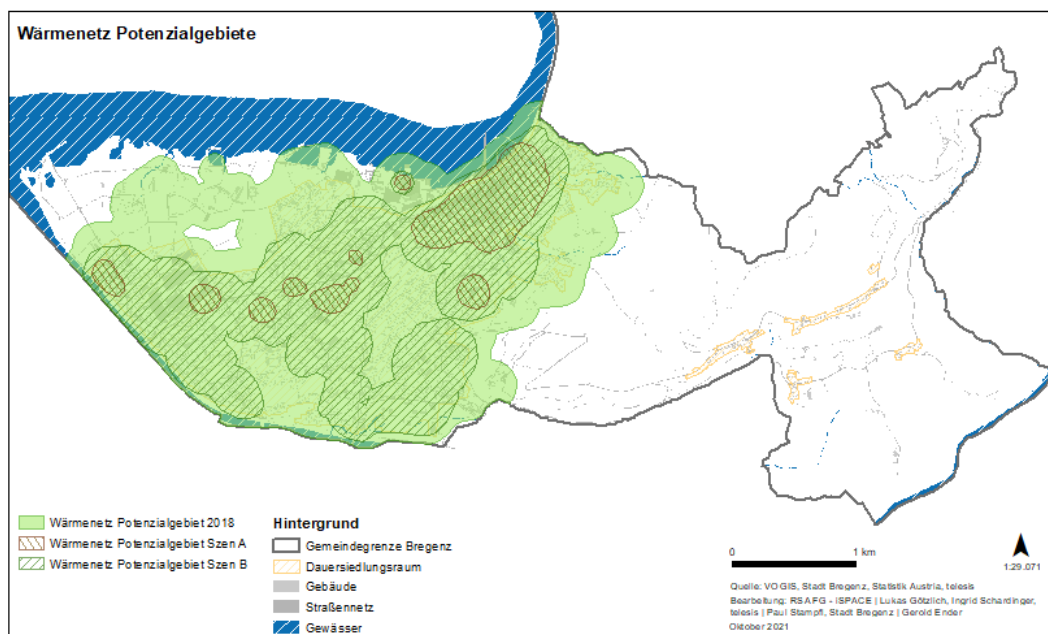 Wärmenetz Potenzialgebiete
Wärmenetz Potenzialgebiet 2018
Wärmenetz Potenzialgebiet Szen A
Wärmenetz Potenzialgebiet Szen B
Hintergrund
Gemeindegrenze Bregenz
Dauersiedlungsraum
Gebäude
Straßennetz
Gewässer
0 1 km
1:29.071
Quelle: VOGIS, Stadt Bregenz, Statistik Austria, telesis
Bearbeitung: RSAFG - iSPACE | Lukas Götzlich, Ingrid Schardinger,
telesis | Paul Stampfl, Stadt Bregenz | Gerold Ender
Oktober 2021